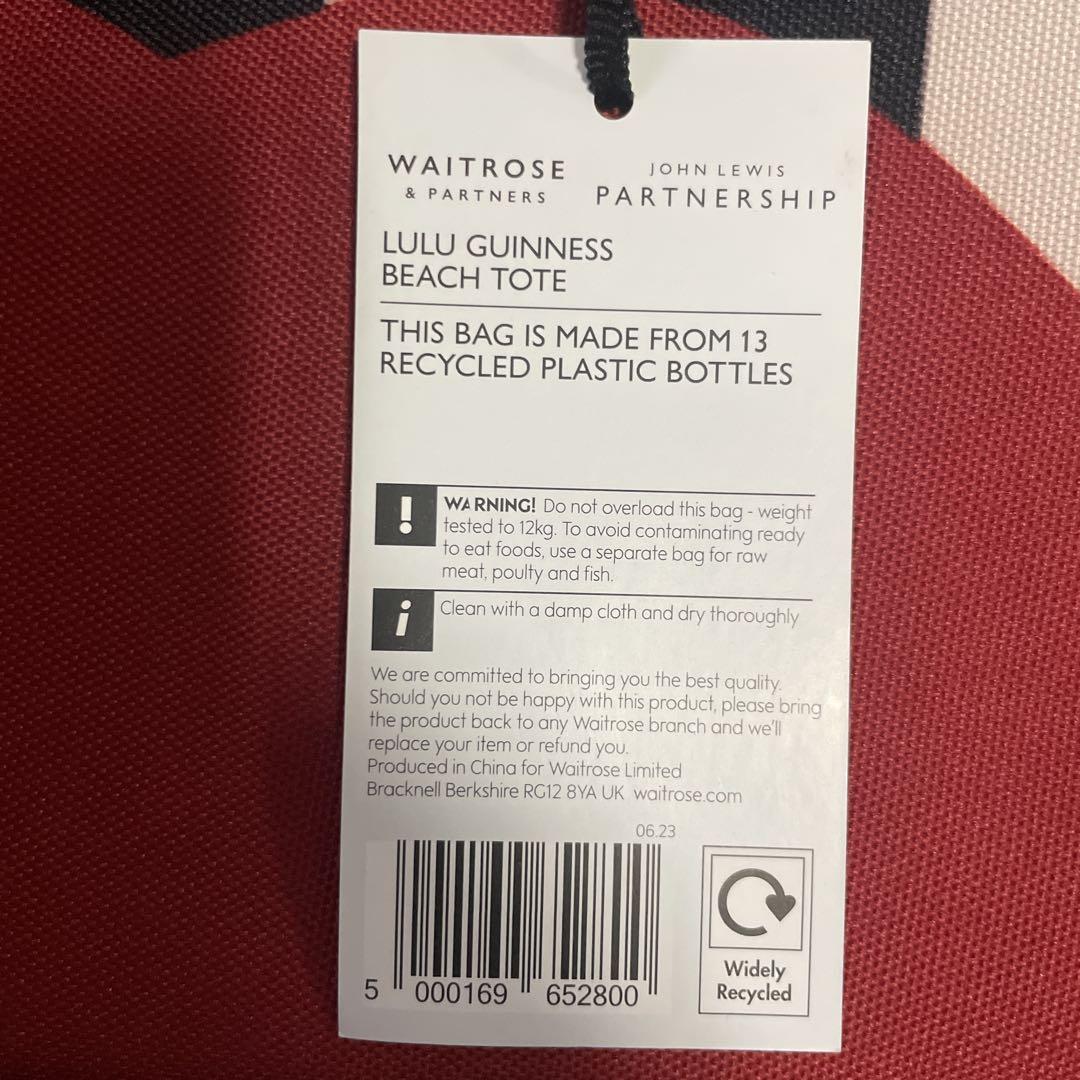 WAITROSE
& PARTNERS
JOHN LEWIS
PARTNERSHIP
LULU GUINNESS
BEACH TOTE
THIS BAG IS MADE FROM 13
RECYCLED PLASTIC BOTTLES
! WARNING! Do not overload this bag - weight
tested to 12kg. To avoid contaminating ready
to eat foods, use a separate bag for raw
meat, poulty and fish.
i Clean with a damp cloth and dry thoroughly
We are committed to bringing you the best quality.
Should you not be happy with this product, please bring
the product back to any Waitrose branch and we'll
replace your item or refund you.
Produced in China for Waitrose Limited
Bracknell Berkshire RG12 8YA UK waitrose.com
06.23
5 000169 652800
Widely
Recycled